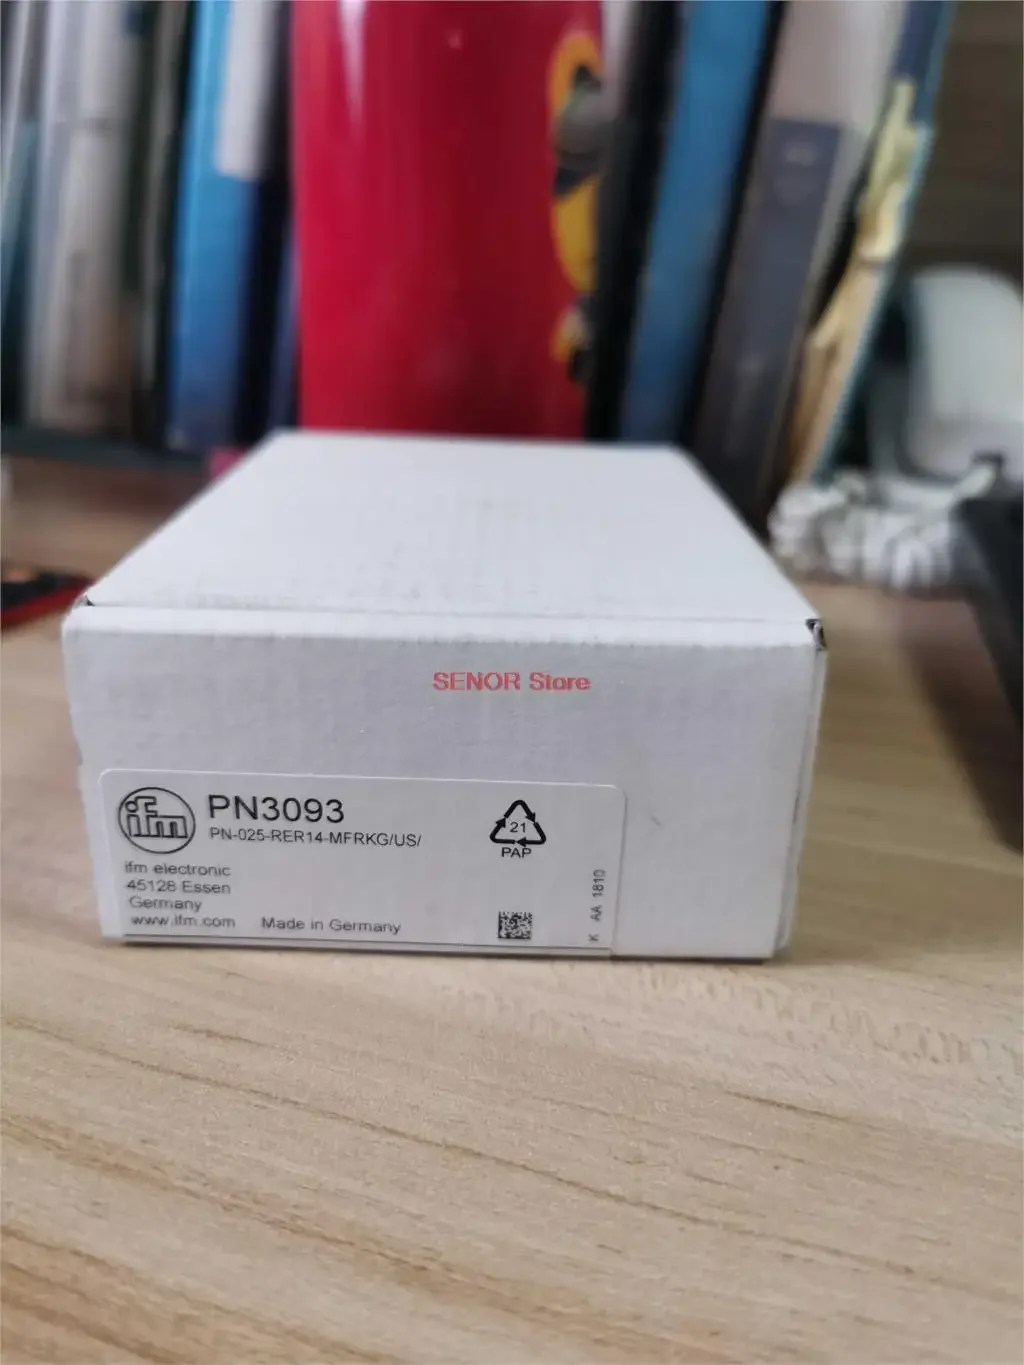 SENOR Store
ifm
PN3093
PN-025-RER14-MFRKG/US/
21
PAP
ifm electronic
45128 Essen
Germany
www.ifm.com Made in Germany
K AA 1810